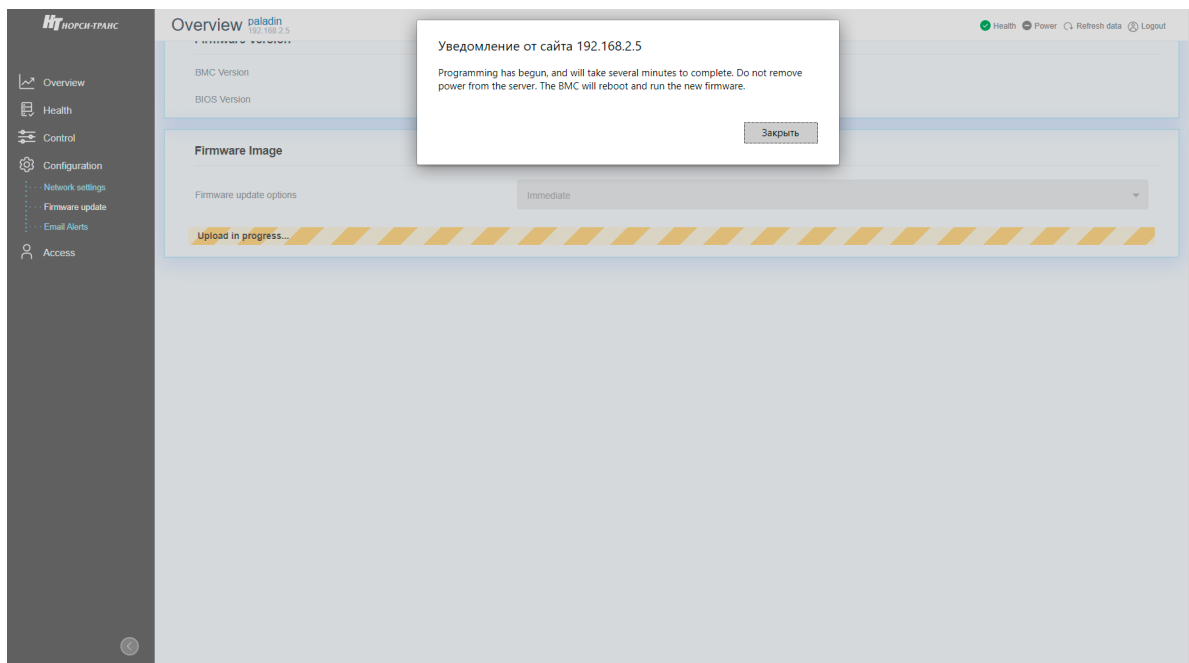 НТ НОРСИ-ТРАНС
Overview paladin
192.168.2.5
Health Power Refresh data Logout
Overview
Health
Control
Configuration
Network settings
Firmware update
Email Alerts
Access
Firmware version
BMC Version
BIOS Version
Уведомление от сайта 192.168.2.5
Programming has begun, and will take several minutes to complete. Do not remove
power from the server. The BMC will reboot and run the new firmware.
Закрыть
Firmware Image
Firmware update options
Immediate
Upload in progress...